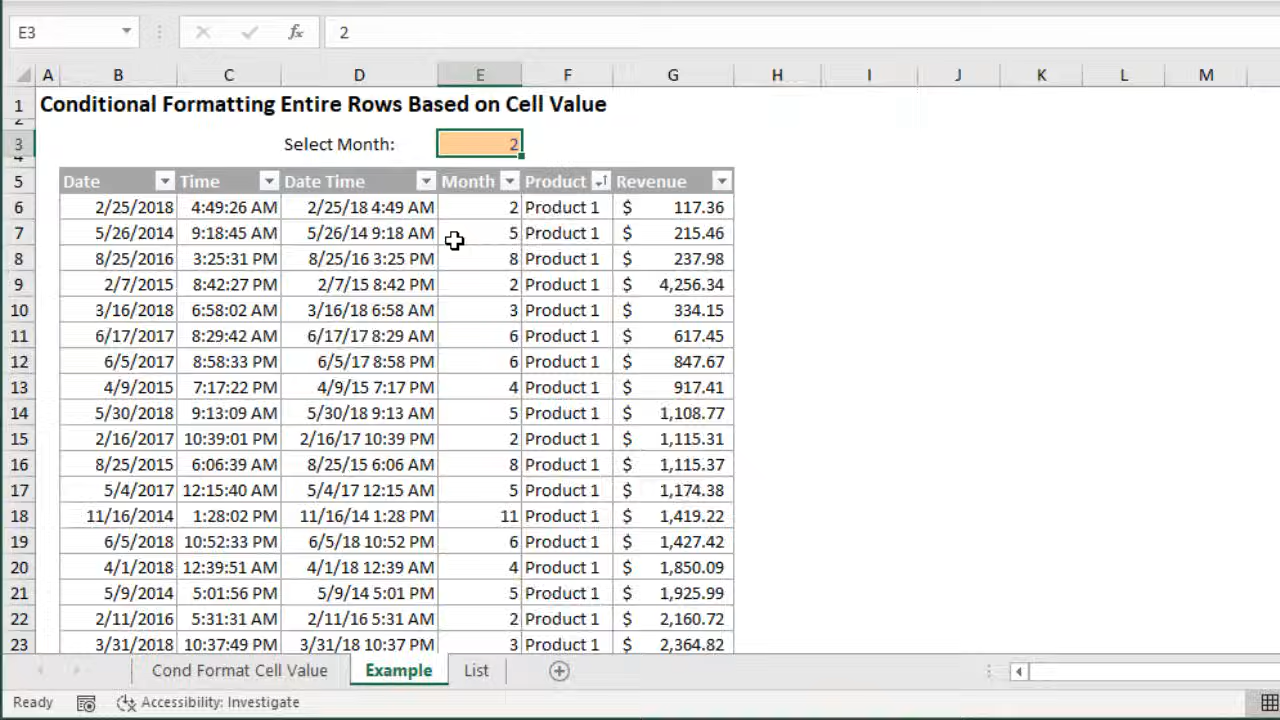 E3 fx 2
A B C D E F G H I J K L M
1 Conditional Formatting Entire Rows Based on Cell Value
2
3 Select Month: 2
4
5 Date Time Date Time Month Product Revenue
6 2/25/2018 4:49:26 AM 2/25/18 4:49 AM 2 Product 1 $ 117.36
7 5/26/2014 9:18:45 AM 5/26/14 9:18 AM 5 Product 1 $ 215.46
8 8/25/2016 3:25:31 PM 8/25/16 3:25 PM 8 Product 1 $ 237.98
9 2/7/2015 8:42:27 PM 2/7/15 8:42 PM 2 Product 1 $ 4,256.34
10 3/16/2018 6:58:02 AM 3/16/18 6:58 AM 3 Product 1 $ 334.15
11 6/17/2017 8:29:42 AM 6/17/17 8:29 AM 6 Product 1 $ 617.45
12 6/5/2017 8:58:33 PM 6/5/17 8:58 PM 6 Product 1 $ 847.67
13 4/9/2015 7:17:22 PM 4/9/15 7:17 PM 4 Product 1 $ 917.41
14 5/30/2018 9:13:09 AM 5/30/18 9:13 AM 5 Product 1 $ 1,108.77
15 2/16/2017 10:39:01 PM 2/16/17 10:39 PM 2 Product 1 $ 1,115.31
16 8/25/2015 6:06:39 AM 8/25/15 6:06 AM 8 Product 1 $ 1,115.37
17 5/4/2017 12:15:40 AM 5/4/17 12:15 AM 5 Product 1 $ 1,174.38
18 11/16/2014 1:28:02 PM 11/16/14 1:28 PM 11 Product 1 $ 1,419.22
19 6/5/2018 10:52:33 PM 6/5/18 10:52 PM 6 Product 1 $ 1,427.42
20 4/1/2018 12:39:51 AM 4/1/18 12:39 AM 4 Product 1 $ 1,850.09
21 5/9/2014 5:01:56 PM 5/9/14 5:01 PM 5 Product 1 $ 1,925.99
22 2/11/2016 5:31:31 AM 2/11/16 5:31 AM 2 Product 1 $ 2,160.72
23 3/31/2018 10:37:49 PM 3/31/18 10:37 PM 3 Product 1 $ 2,364.82
Cond Format Cell Value Example List
Ready Accessibility: Investigate